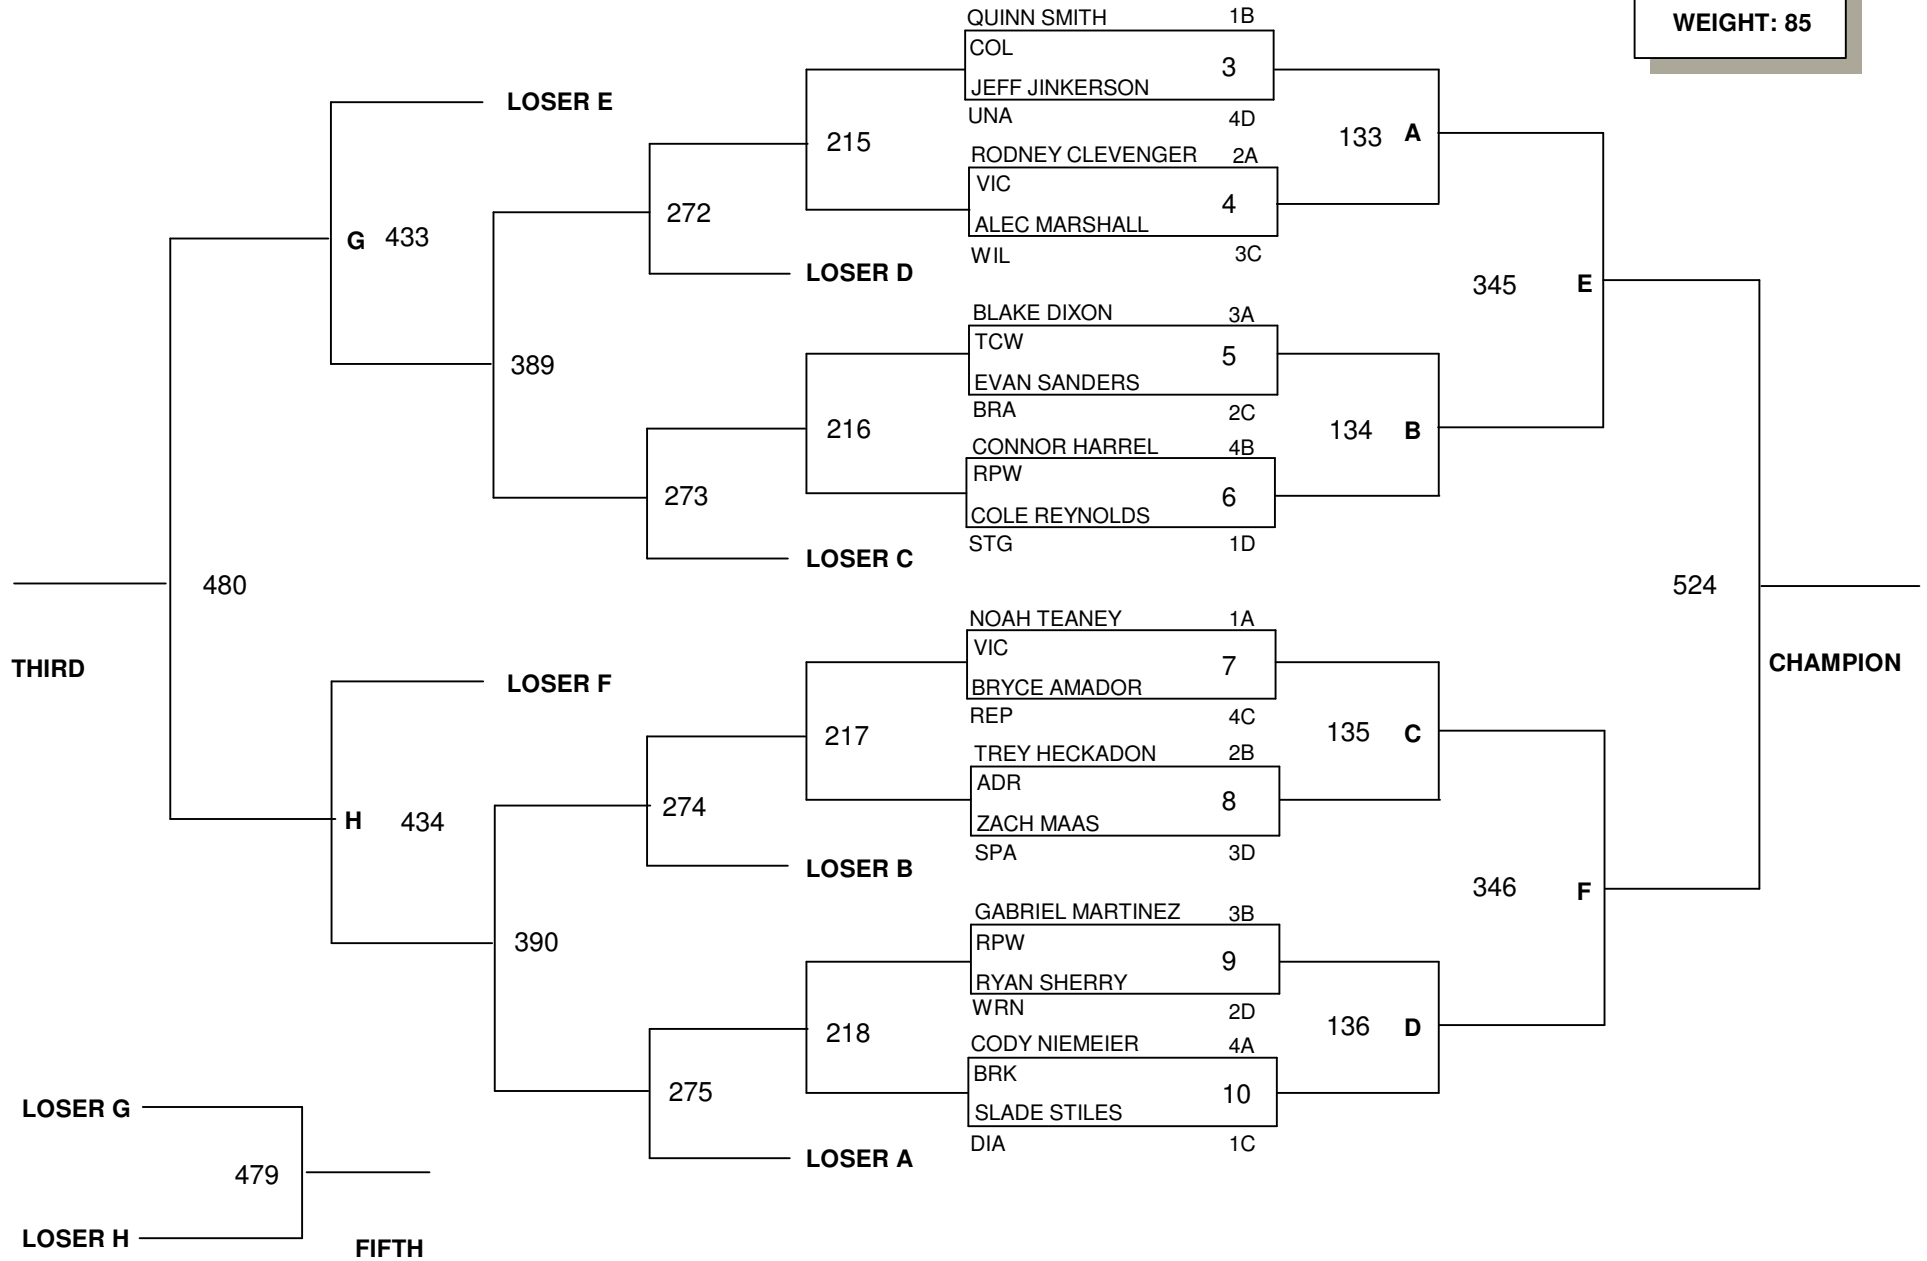 WEIGHT: 85
QUINN SMITH 1B
COL
3
JEFF JINKERSON
UNA 4D
RODNEY CLEVENGER 2A
VIC
4
ALEC MARSHALL
WIL 3C
BLAKE DIXON 3A
TCW
5
EVAN SANDERS
BRA 2C
CONNOR HARREL 4B
RPW
6
COLE REYNOLDS
STG 1D
NOAH TEANEY 1A
VIC
7
BRYCE AMADOR
REP 4C
TREY HECKADON 2B
ADR
8
ZACH MAAS
SPA 3D
GABRIEL MARTINEZ 3B
RPW
9
RYAN SHERRY
WRN 2D
CODY NIEMEIER 4A
BRK
10
SLADE STILES
DIA 1C
133 A
134 B
135 C
136 D
345 E
346 F
524
CHAMPION
215
216
217
218
272
LOSER D
273
LOSER C
274
LOSER B
275
LOSER A
389
390
LOSER E
G 433
LOSER F
H 434
480
THIRD
LOSER G
479
LOSER H
FIFTH